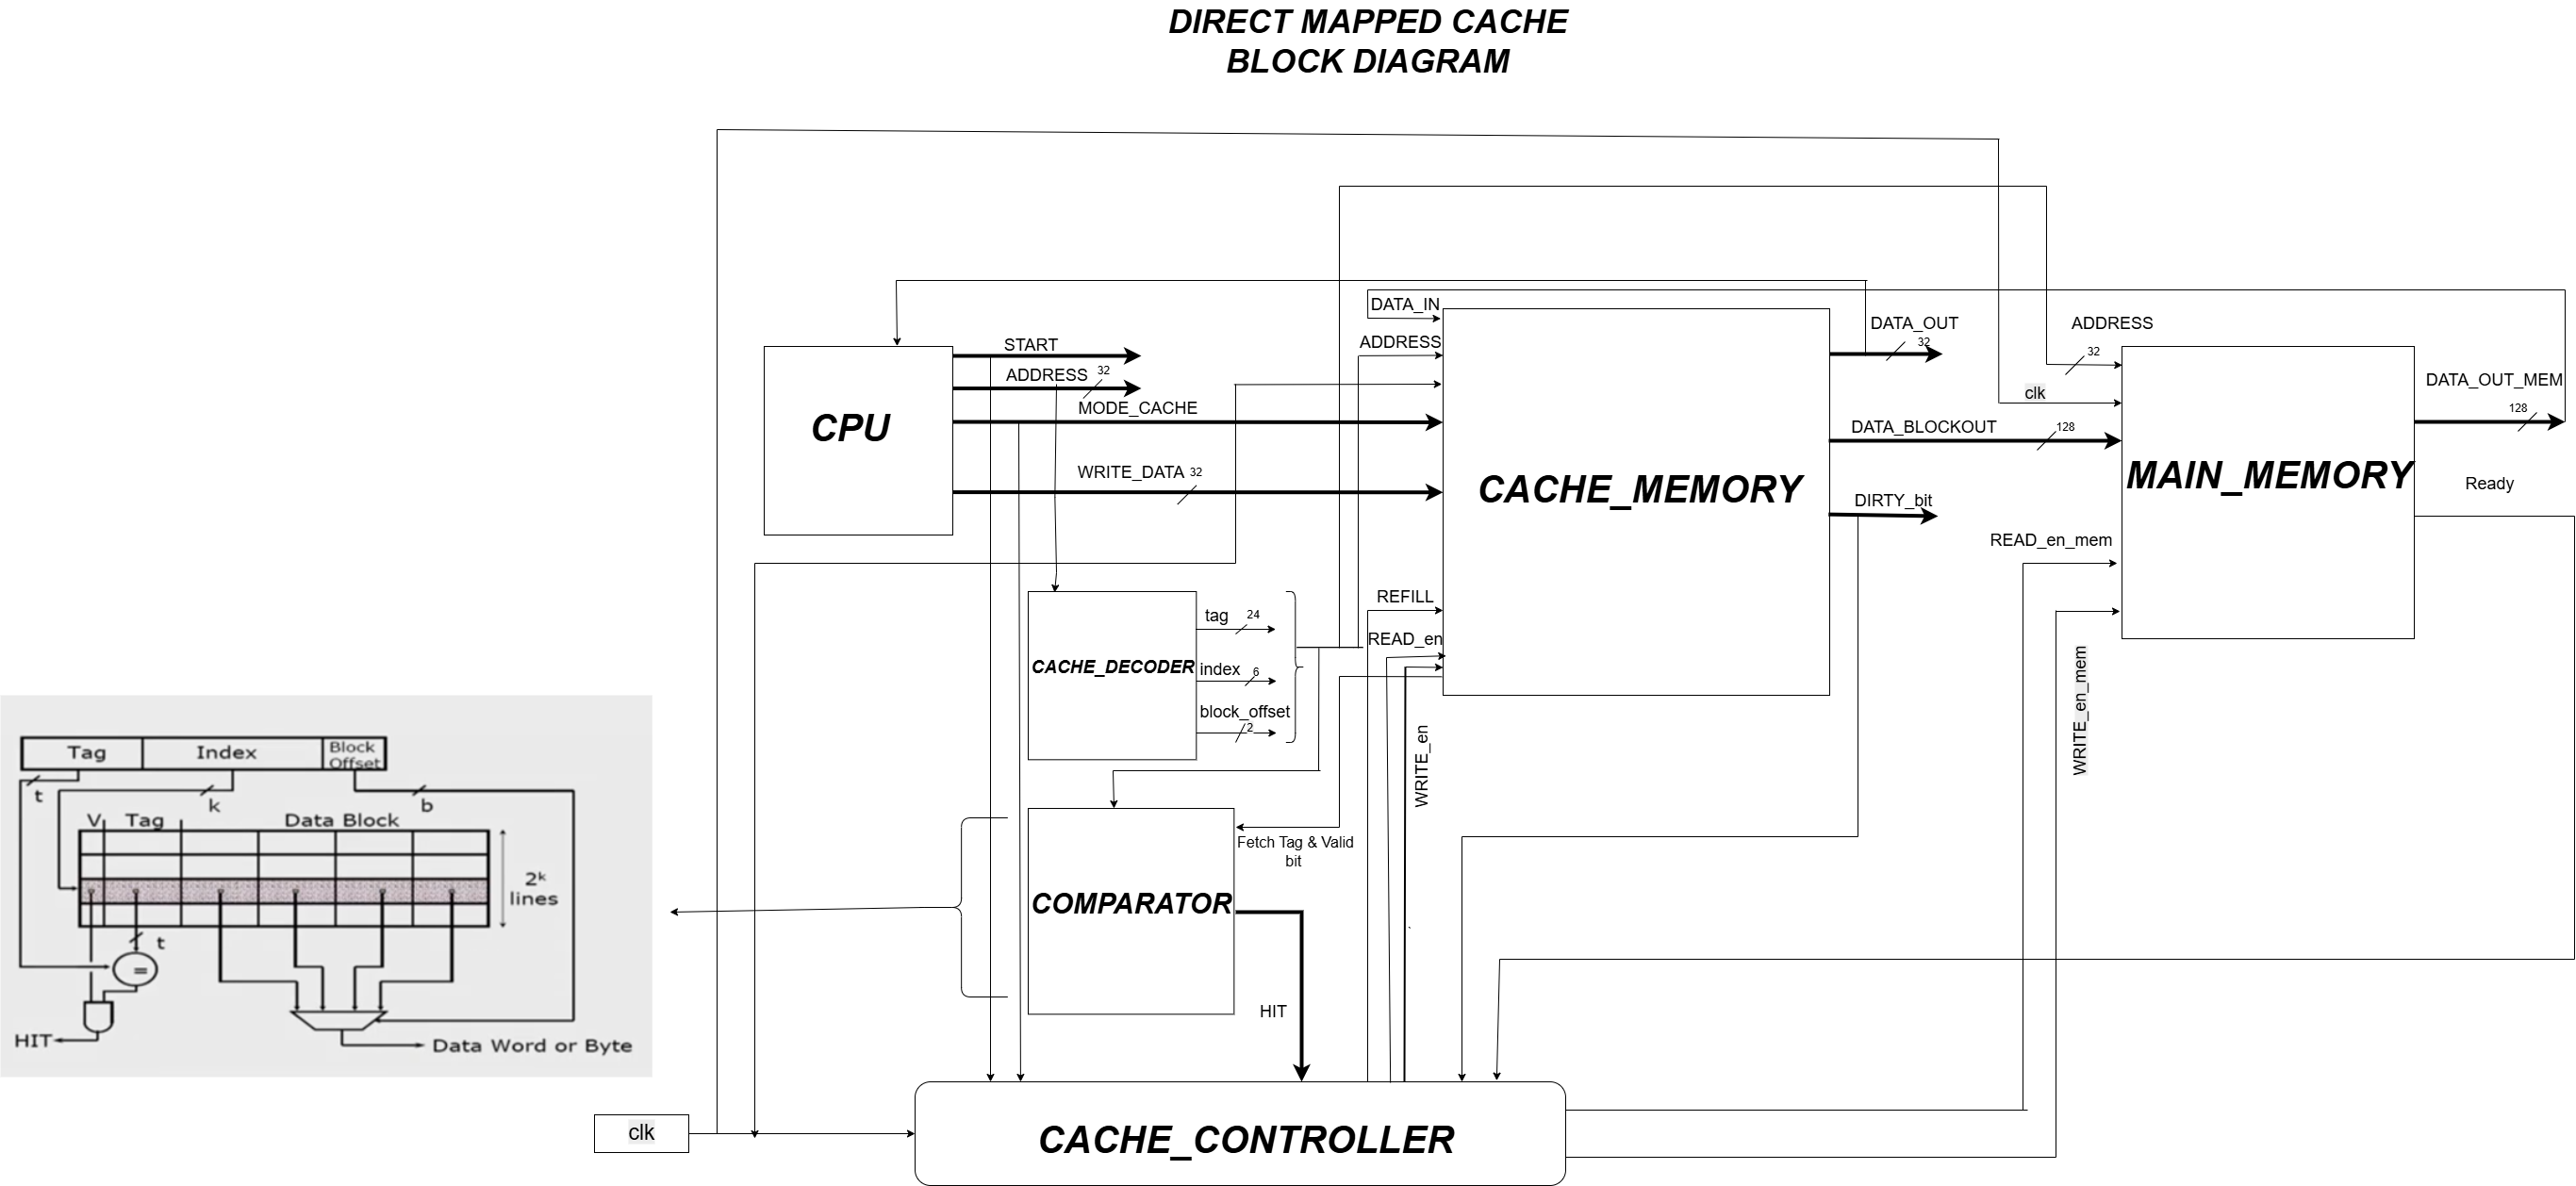 DIRECT MAPPED CACHE
BLOCK DIAGRAM
DATA_IN
ADDRESS
START
ADDRESS
32
MODE_CACHE
WRITE_DATA
32
CPU
CACHE_MEMORY
DATA_OUT
32
DATA_BLOCKOUT
128
DIRTY_bit
ADDRESS
32
clk
MAIN_MEMORY
DATA_OUT_MEM
128
Ready
READ_en_mem
WRITE_en_mem
REFILL
READ_en
WRITE_en
CACHE_DECODER
tag
24
index
6
block_offset
2
Fetch Tag & Valid
bit
COMPARATOR
HIT
clk
CACHE_CONTROLLER
Tag
Index
Block
Offset
t
k
b
V
Tag
Data Block
2k
lines
t
=
HIT
Data Word or Byte